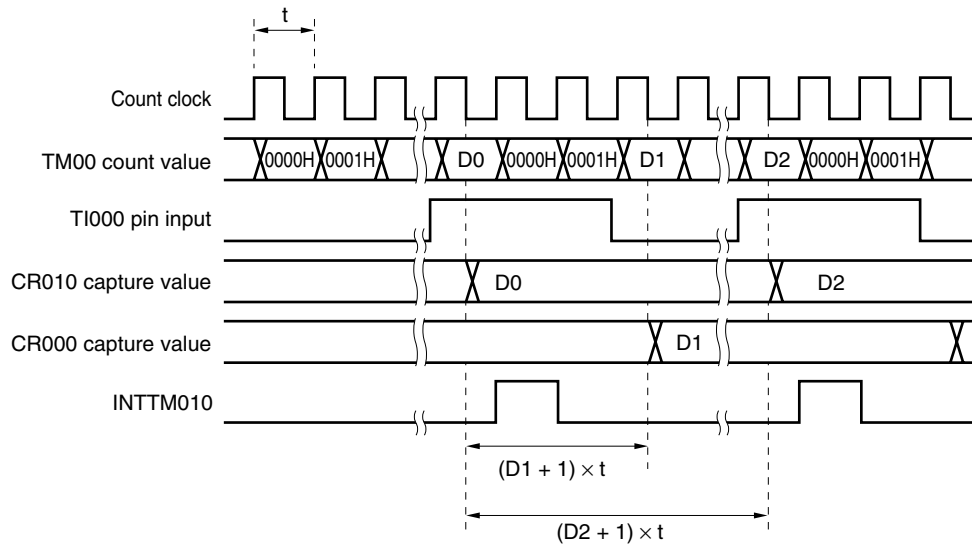 t
Count clock
TM00 count value
0000H 0001H D0 0000H 0001H D1 D2 0000H 0001H
TI000 pin input
CR010 capture value
D0 D2
CR000 capture value
D1
INTTM010
(D1 + 1) × t
(D2 + 1) × t